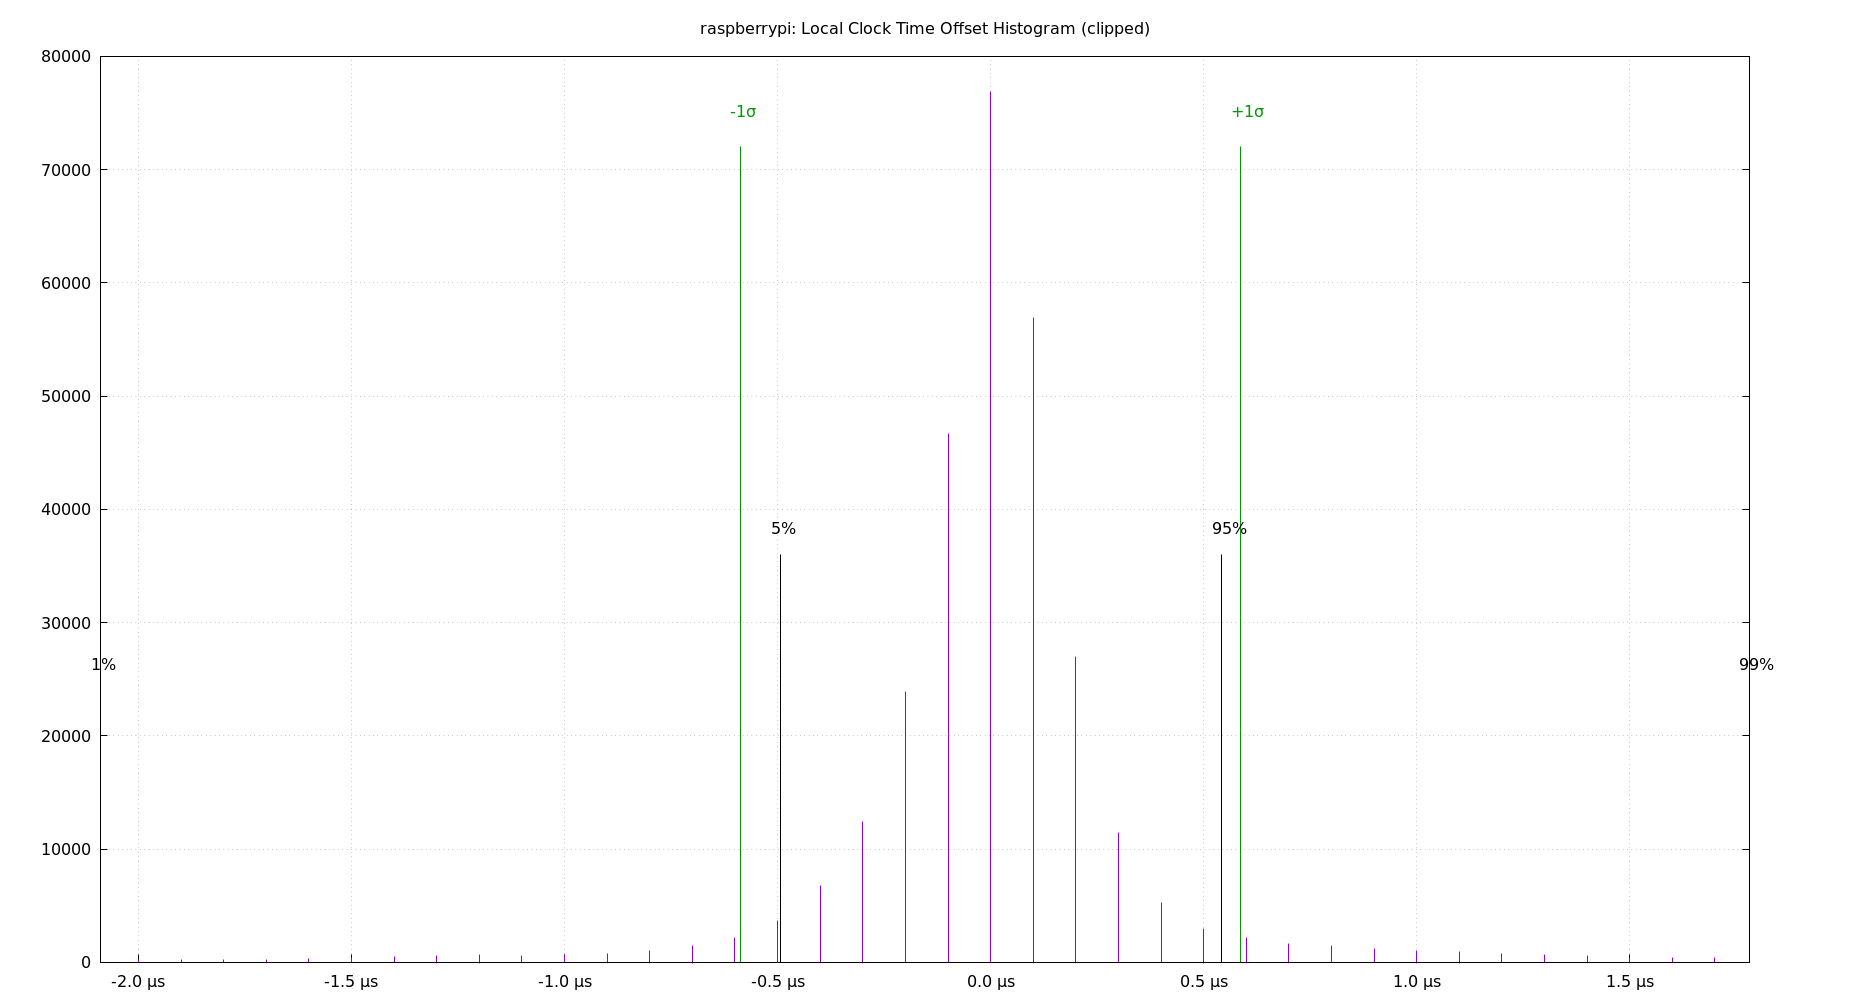 raspberrypi: Local Clock Time Offset Histogram (clipped)
80000
-1σ
+1σ
70000
60000
50000
40000
5%
95%
30000
1%
99%
20000
10000
0
-2.0 µs
-1.5 µs
-1.0 µs
-0.5 µs
0.0 µs
0.5 µs
1.0 µs
1.5 µs